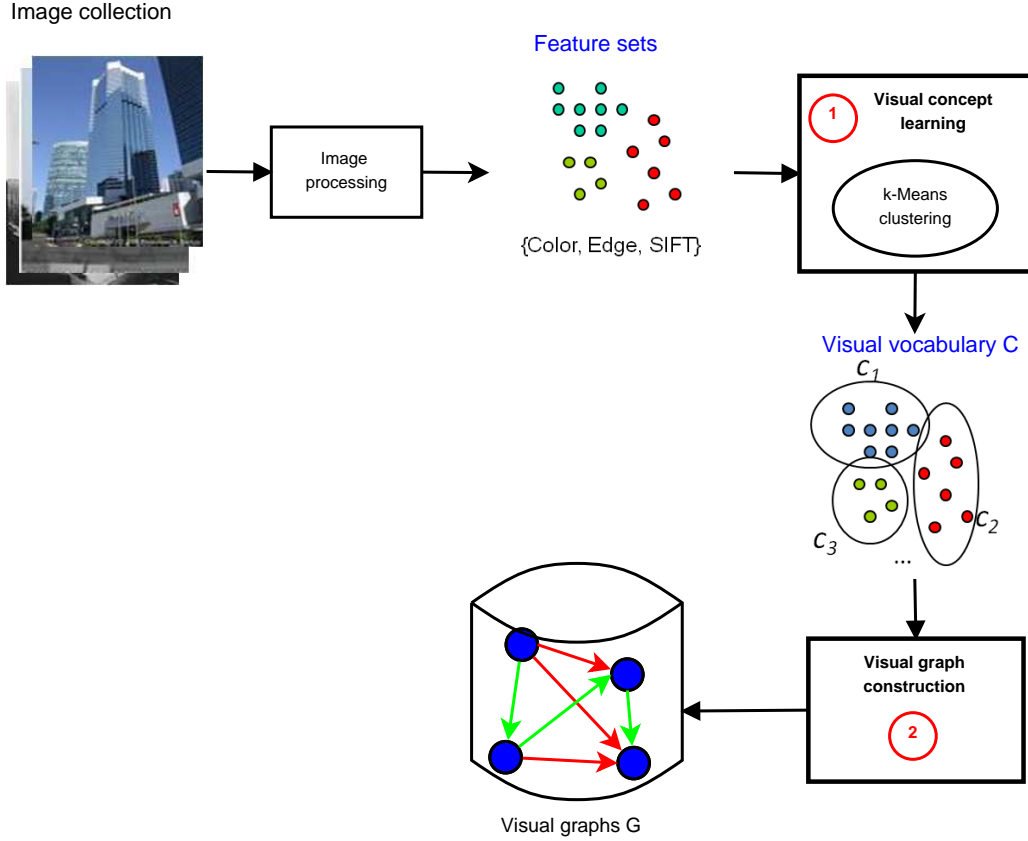 Image collection
Feature sets
Image
processing
{Color, Edge, SIFT}
1
Visual concept
learning
k-Means
clustering
Visual vocabulary C
c1
c2
c3
...
Visual graph
construction
2
Visual graphs G